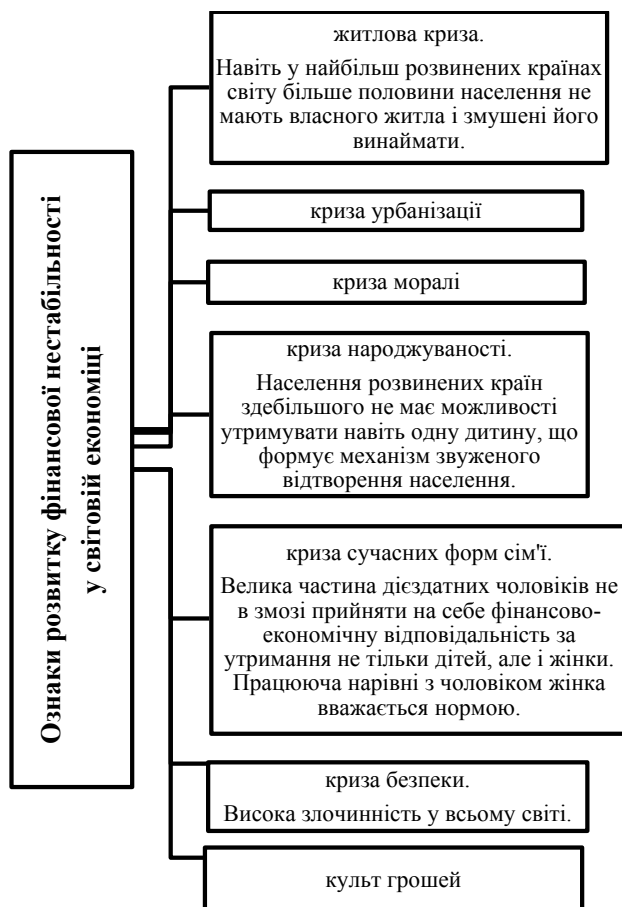 Ознаки розвитку фінансової нестабільності
у світовій економіці
житлова криза.
Навіть у найбільш розвинених країнах
світу більше половини населення не
мають власного житла і змушені його
винаймати.
криза урбанізації
криза моралі
криза народжуваності.
Населення розвинених країн
здебільшого не має можливості
утримувати навіть одну дитину, що
формує механізм звуженого
відтворення населення.
криза сучасних форм сім'ї.
Велика частина дієздатних чоловіків не
в змозі прийняти на себе фінансово-
економічну відповідальність за
утримання не тільки дітей, але і жінки.
Працююча нарівні з чоловіком жінка
вважається нормою.
криза безпеки.
Висока злочинність у всьому світі.
культ грошей